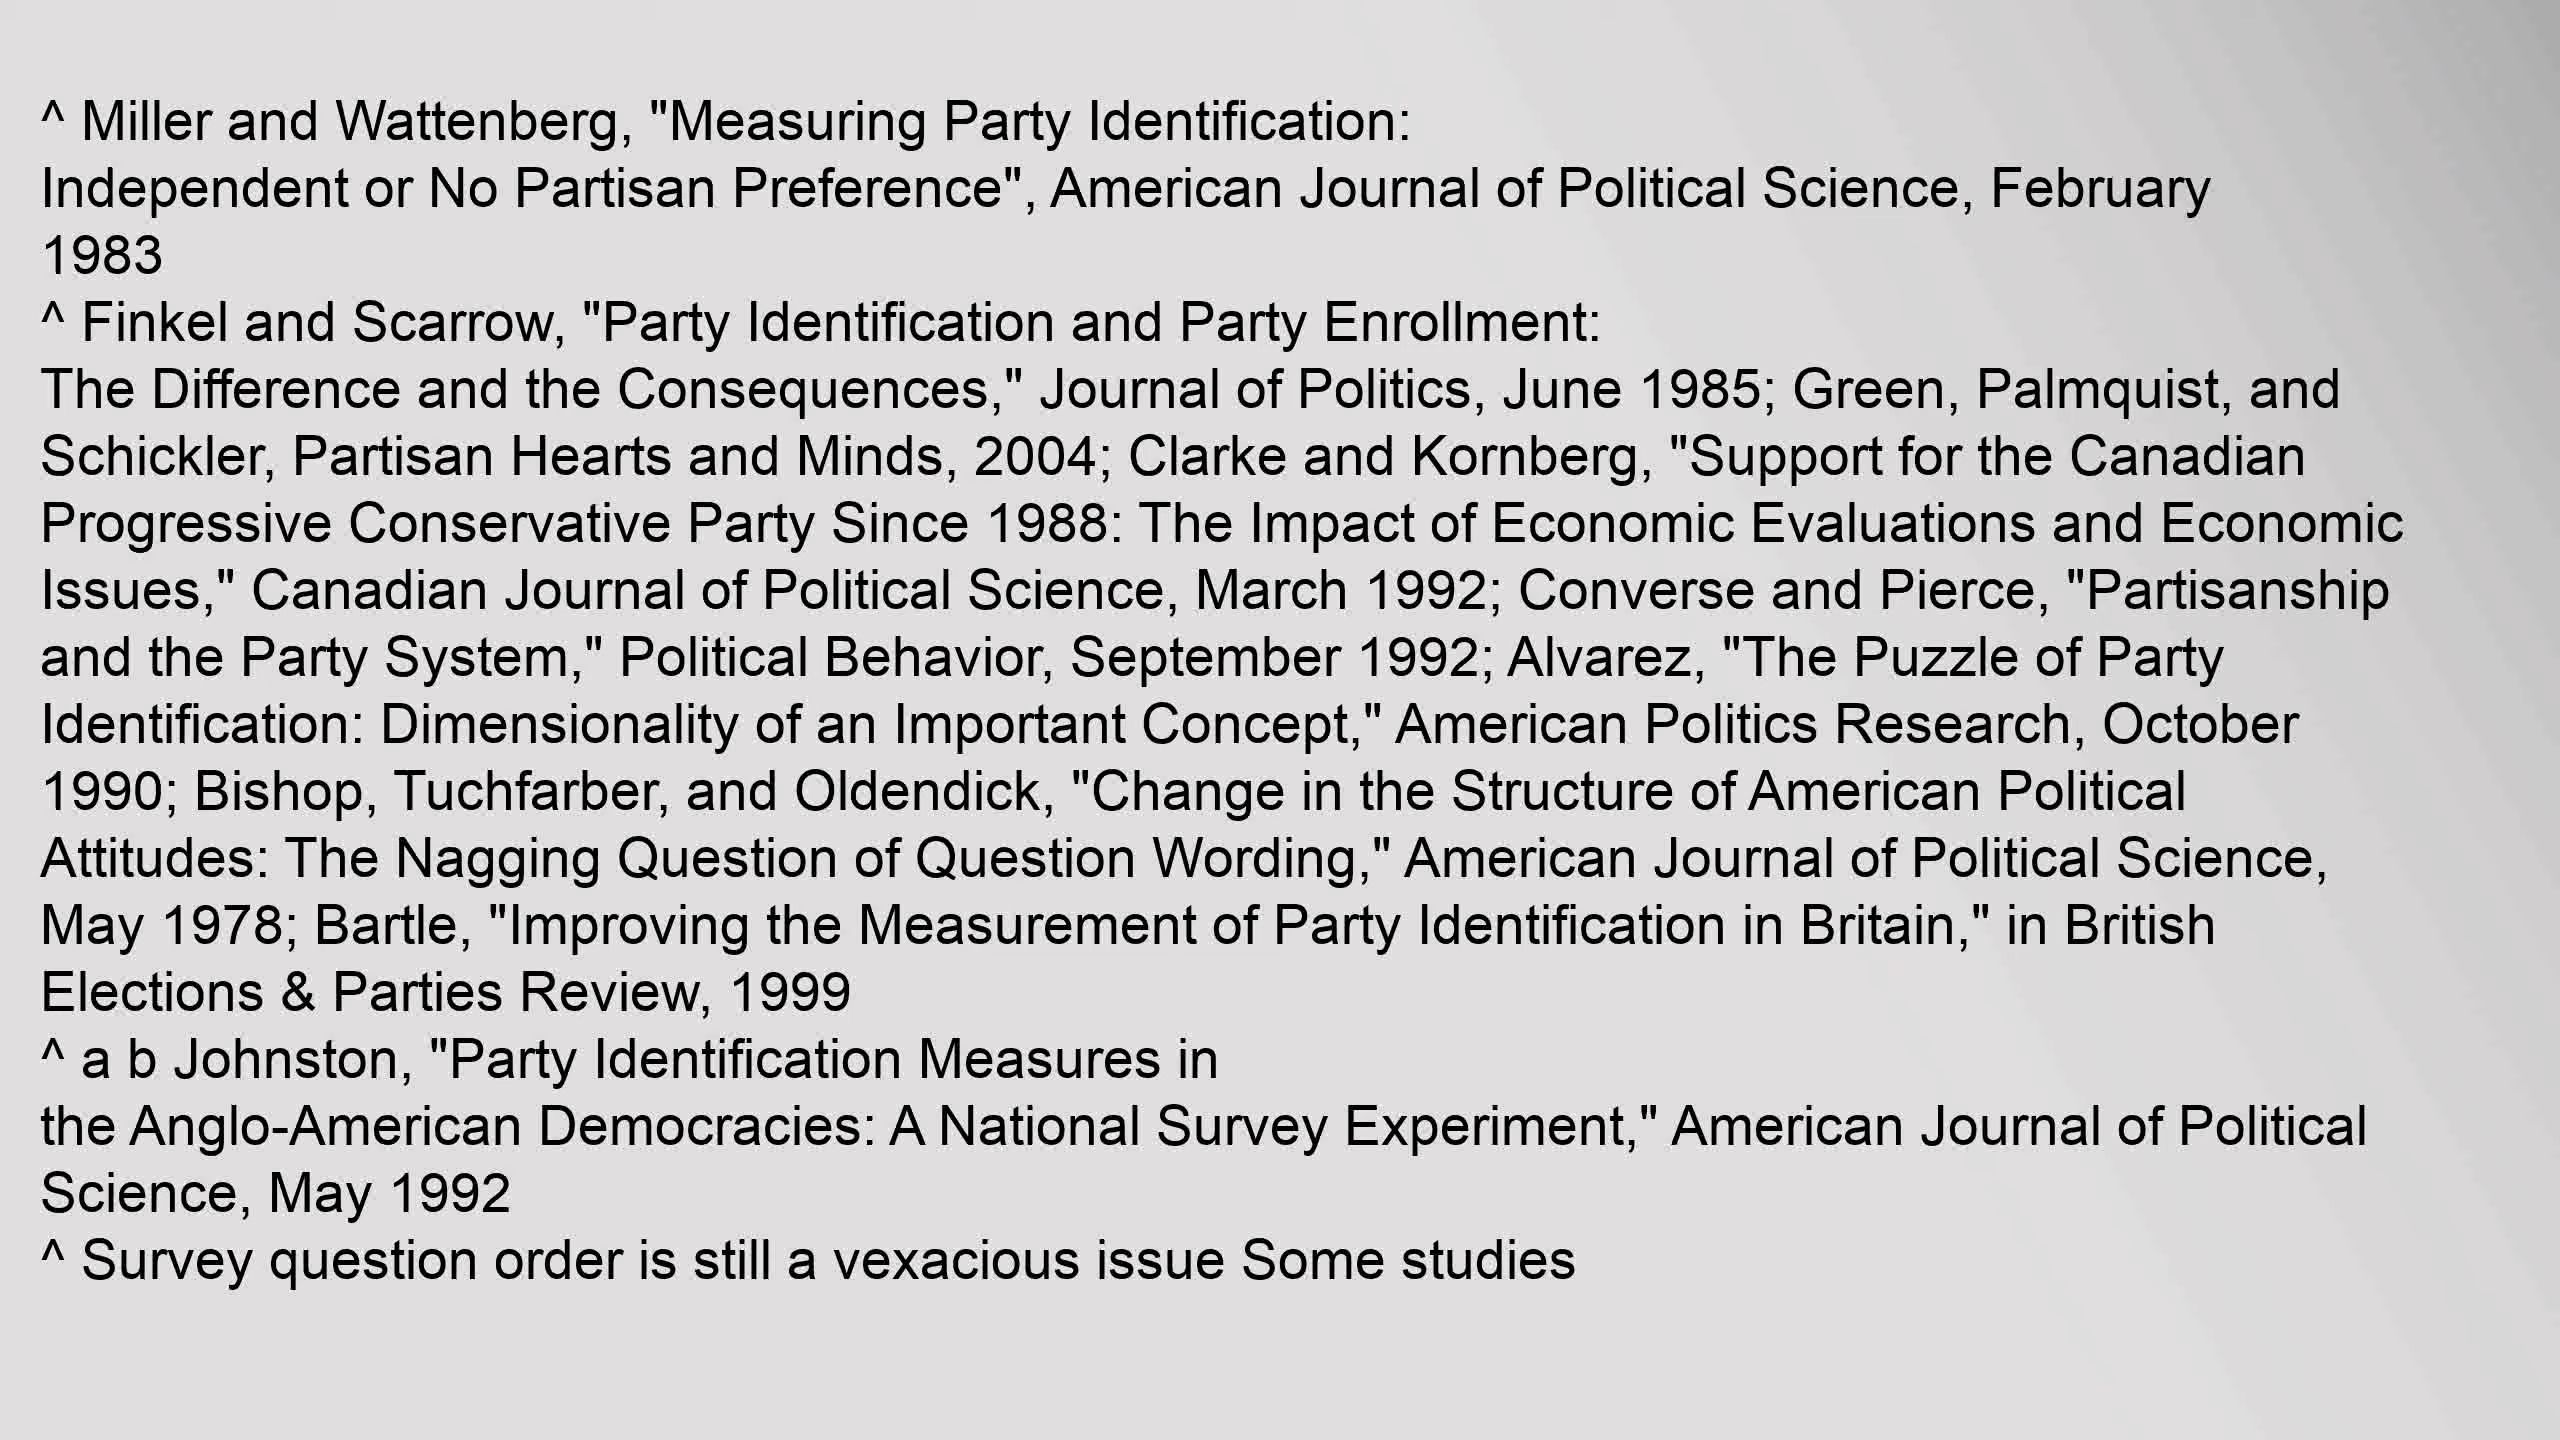 ^ Miller and Wattenberg, "Measuring Party Identification:
Independent or No Partisan Preference", American Journal of Political Science, February
1983
^ Finkel and Scarrow, "Party Identification and Party Enrollment:
The Difference and the Consequences," Journal of Politics, June 1985; Green, Palmquist, and
Schickler, Partisan Hearts and Minds, 2004; Clarke and Kornberg, "Support for the Canadian
Progressive Conservative Party Since 1988: The Impact of Economic Evaluations and Economic
Issues," Canadian Journal of Political Science, March 1992; Converse and Pierce, "Partisanship
and the Party System," Political Behavior, September 1992; Alvarez, "The Puzzle of Party
Identification: Dimensionality of an Important Concept," American Politics Research, October
1990; Bishop, Tuchfarber, and Oldendick, "Change in the Structure of American Political
Attitudes: The Nagging Question of Question Wording," American Journal of Political Science,
May 1978; Bartle, "Improving the Measurement of Party Identification in Britain," in British
Elections & Parties Review, 1999
^ a b Johnston, "Party Identification Measures in
the Anglo-American Democracies: A National Survey Experiment," American Journal of Political
Science, May 1992
^ Survey question order is still a vexacious issue Some studies